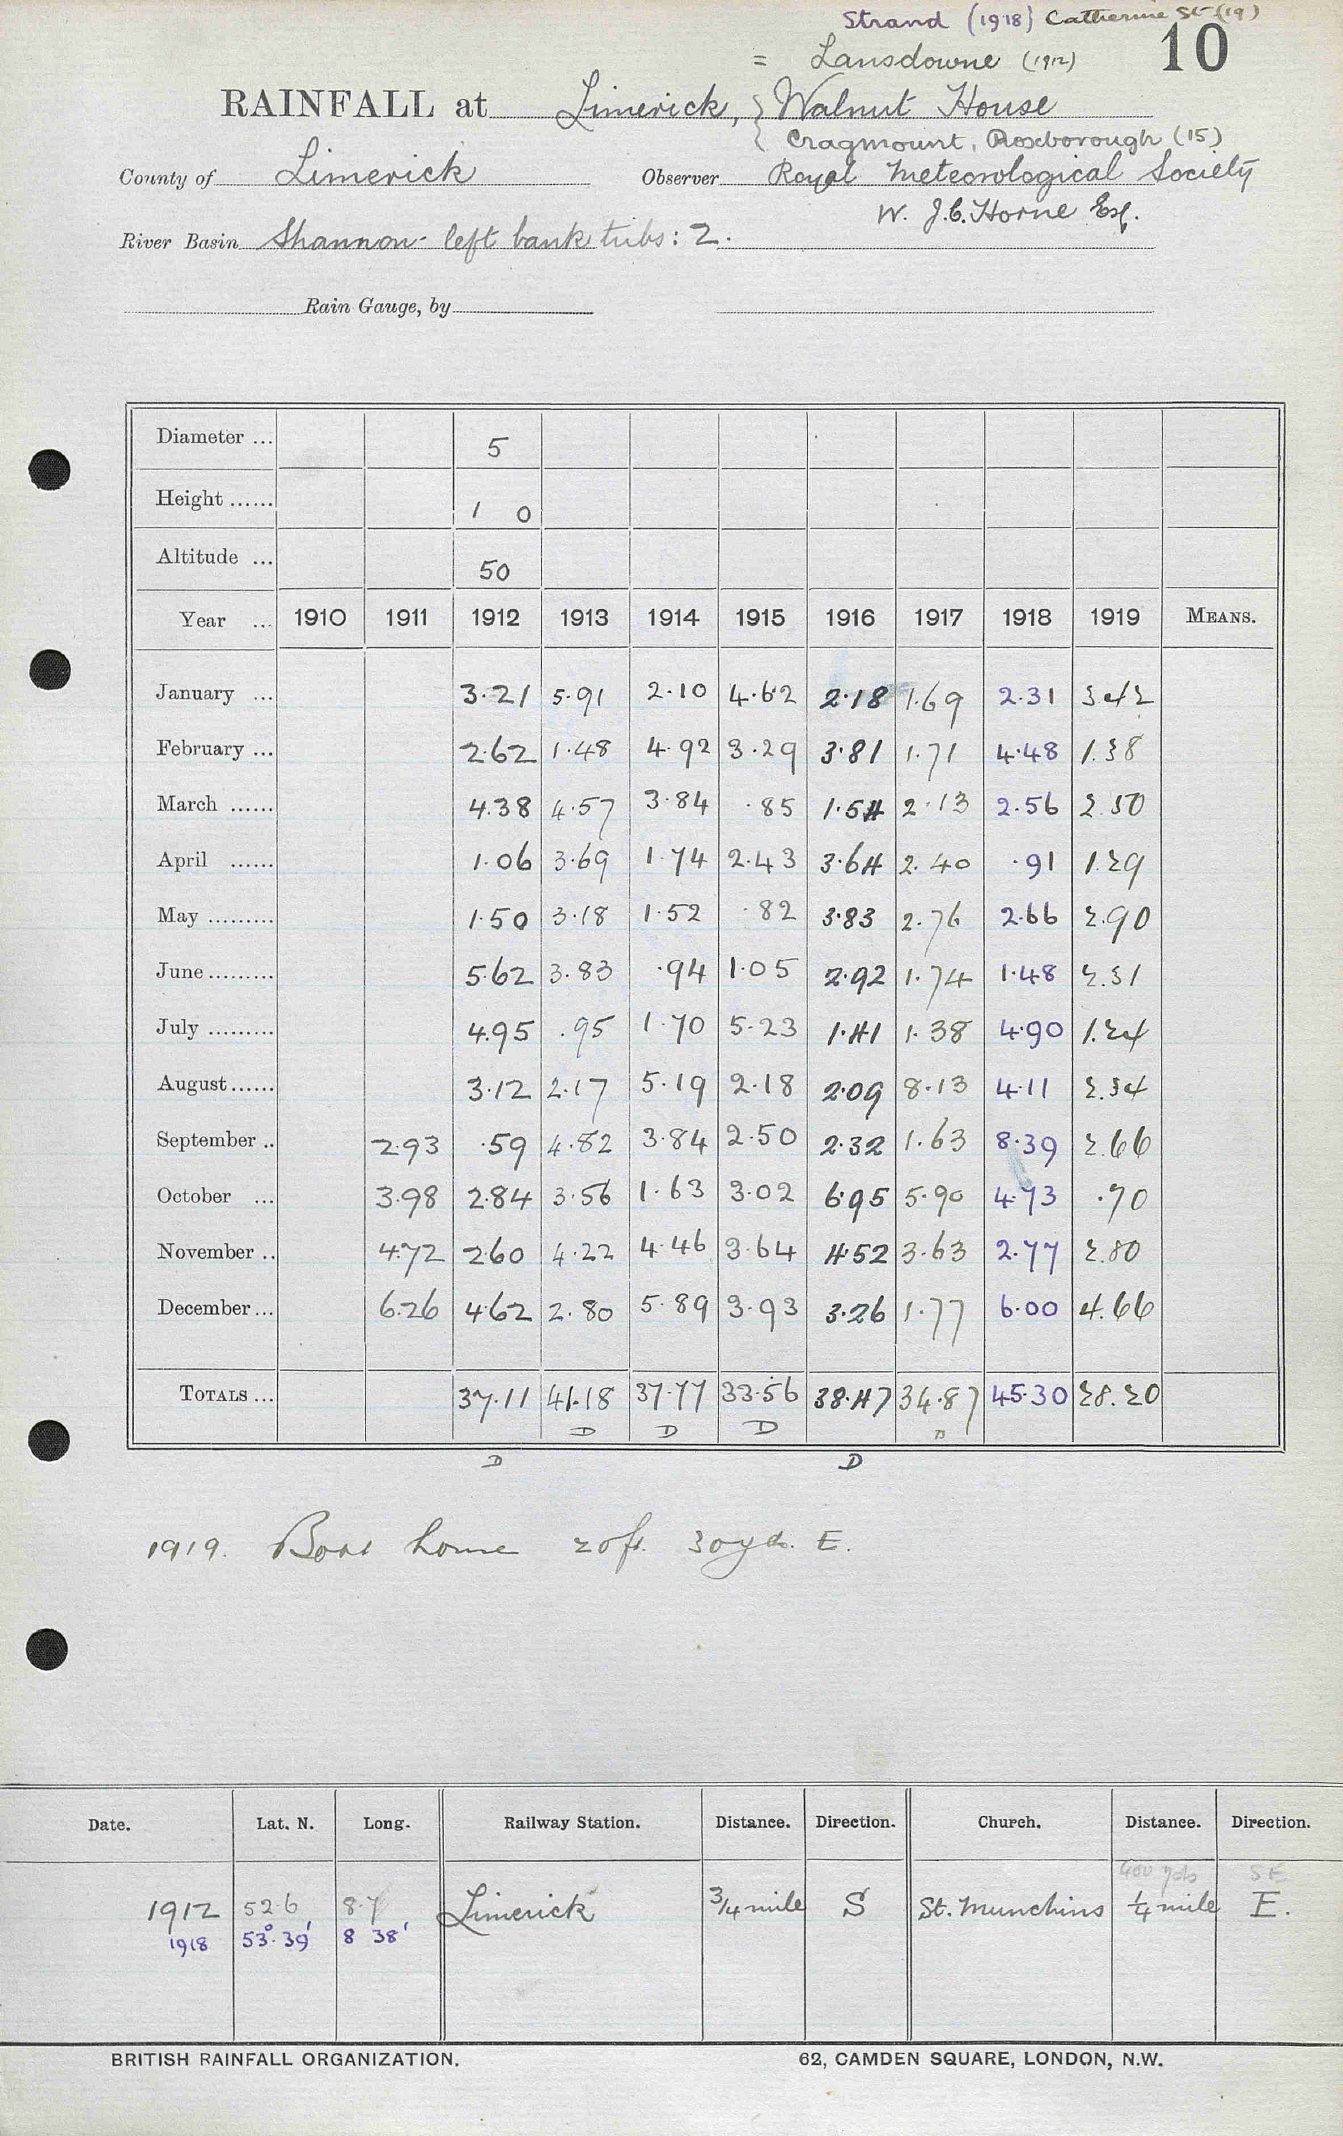 Strand (1918) Catherine St (19)
= Lansdowne (1912) 10
RAINFALL at Limerick, Walnut House
Cragmount, Roxborough (15)
County of Limerick Observer Royal Meteorological Society
W. J.C. Horne Esq.
River Basin Shannon - left bank tribs: 2.
Rain Gauge, by
Diameter ... 5
Height ...... 1 0
Altitude ... 50
Year ... 1910 1911 1912 1913 1914 1915 1916 1917 1918 1919 MEANS.
January ... 3.21 5.91 2.10 4.62 2.18 1.69 2.31 3.42
February ... 2.62 1.48 4.92 3.29 3.81 1.71 4.48 1.38
March ...... 4.38 4.57 3.84 .85 1.54 2.13 2.56 2.50
April ...... 1.06 3.69 1.74 2.43 3.64 2.40 .91 1.29
May ......... 1.50 3.18 1.52 .82 3.83 2.76 2.66 2.90
June ......... 5.62 3.83 .94 1.05 2.92 1.74 1.48 2.31
July ......... 4.95 .95 1.70 5.23 1.41 1.38 4.90 1.24
August ...... 3.12 2.17 5.19 2.18 2.09 8.13 4.11 2.34
September .. 2.93 .59 4.82 3.84 2.50 2.32 1.63 8.39 2.66
October ... 3.98 2.84 3.56 1.63 3.02 6.95 5.90 4.73 .70
November .. 4.72 2.60 4.22 4.46 3.64 4.52 3.63 2.77 2.80
December ... 6.26 4.62 2.80 5.89 3.93 3.26 1.77 6.00 4.66
TOTALS ... 37.11 41.18 37.77 33.56 38.47 34.87 45.30 28.20
D D D D
D D
1919. Boat house 20ft. 30yds. E.
Date. Lat. N. Long. Railway Station. Distance. Direction. Church. Distance. Direction.
400 yds SE
1912 52.6 8.7 Limerick 3/4 mile S St. Munchins 1/4 mile E.
1918 53° 39' 8 38'
BRITISH RAINFALL ORGANIZATION. 62, CAMDEN SQUARE, LONDON, N.W.